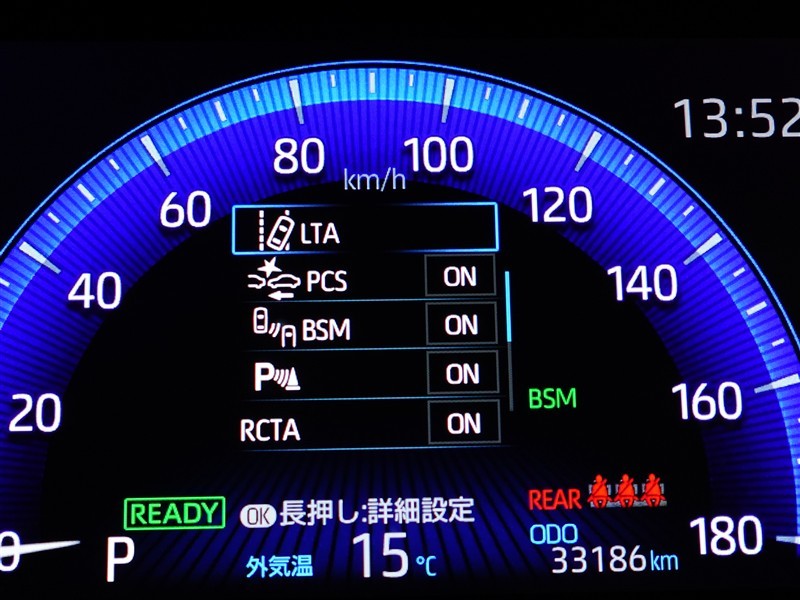 13:52
80
100
km/h
60
120
LTA
40
PCS ON
140
BSM ON
P ON
20
BSM
160
RCTA ON
READY
OK 長押し:詳細設定
REAR
0
P
外気温 15℃
ODO
33186km
180